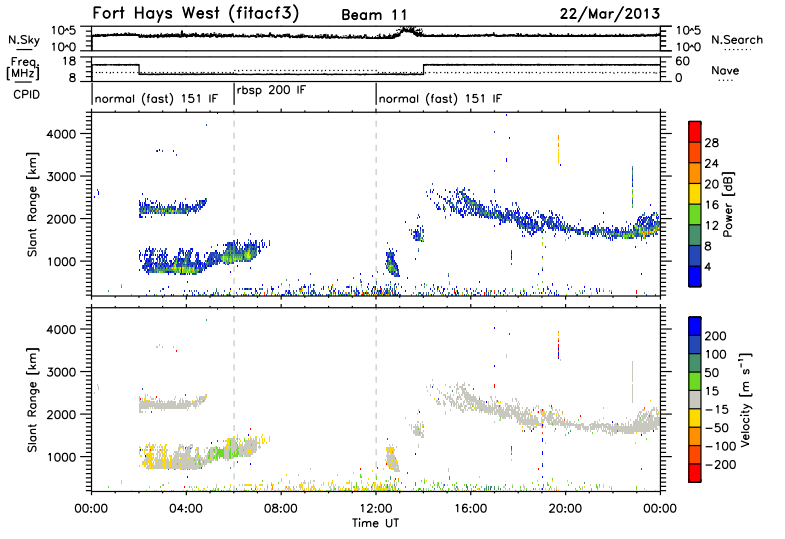 Fort Hays West (fitacf3) Beam 11 22/Mar/2013
N.Sky 10^5 10^0 10^5 10^0 N.Search
Freq. [MHz] 18 8 60 0 Nave
CPID normal (fast) 151 IF rbsp 200 IF normal (fast) 151 IF
Slant Range [km]
4000
3000
2000
1000
Power [dB]
28
24
20
16
12
8
4
Slant Range [km]
4000
3000
2000
1000
Velocity [m s⁻¹]
200
100
50
15
-15
-50
-100
-200
00:00 04:00 08:00 12:00 16:00 20:00 00:00
Time UT